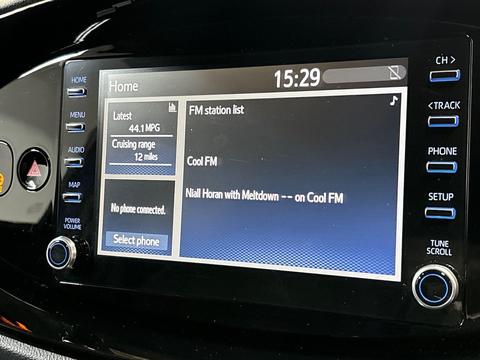 HOME
MENU
AUDIO
MAP
POWER
VOLUME
Home
15:29
Latest
44.1 MPG
Cruising range
12 miles
No phone connected.
Select phone
FM station list
Cool FM
Niall Horan with Meltdown -- on Cool FM
CH >
< TRACK
PHONE
SETUP
TUNE
SCROLL